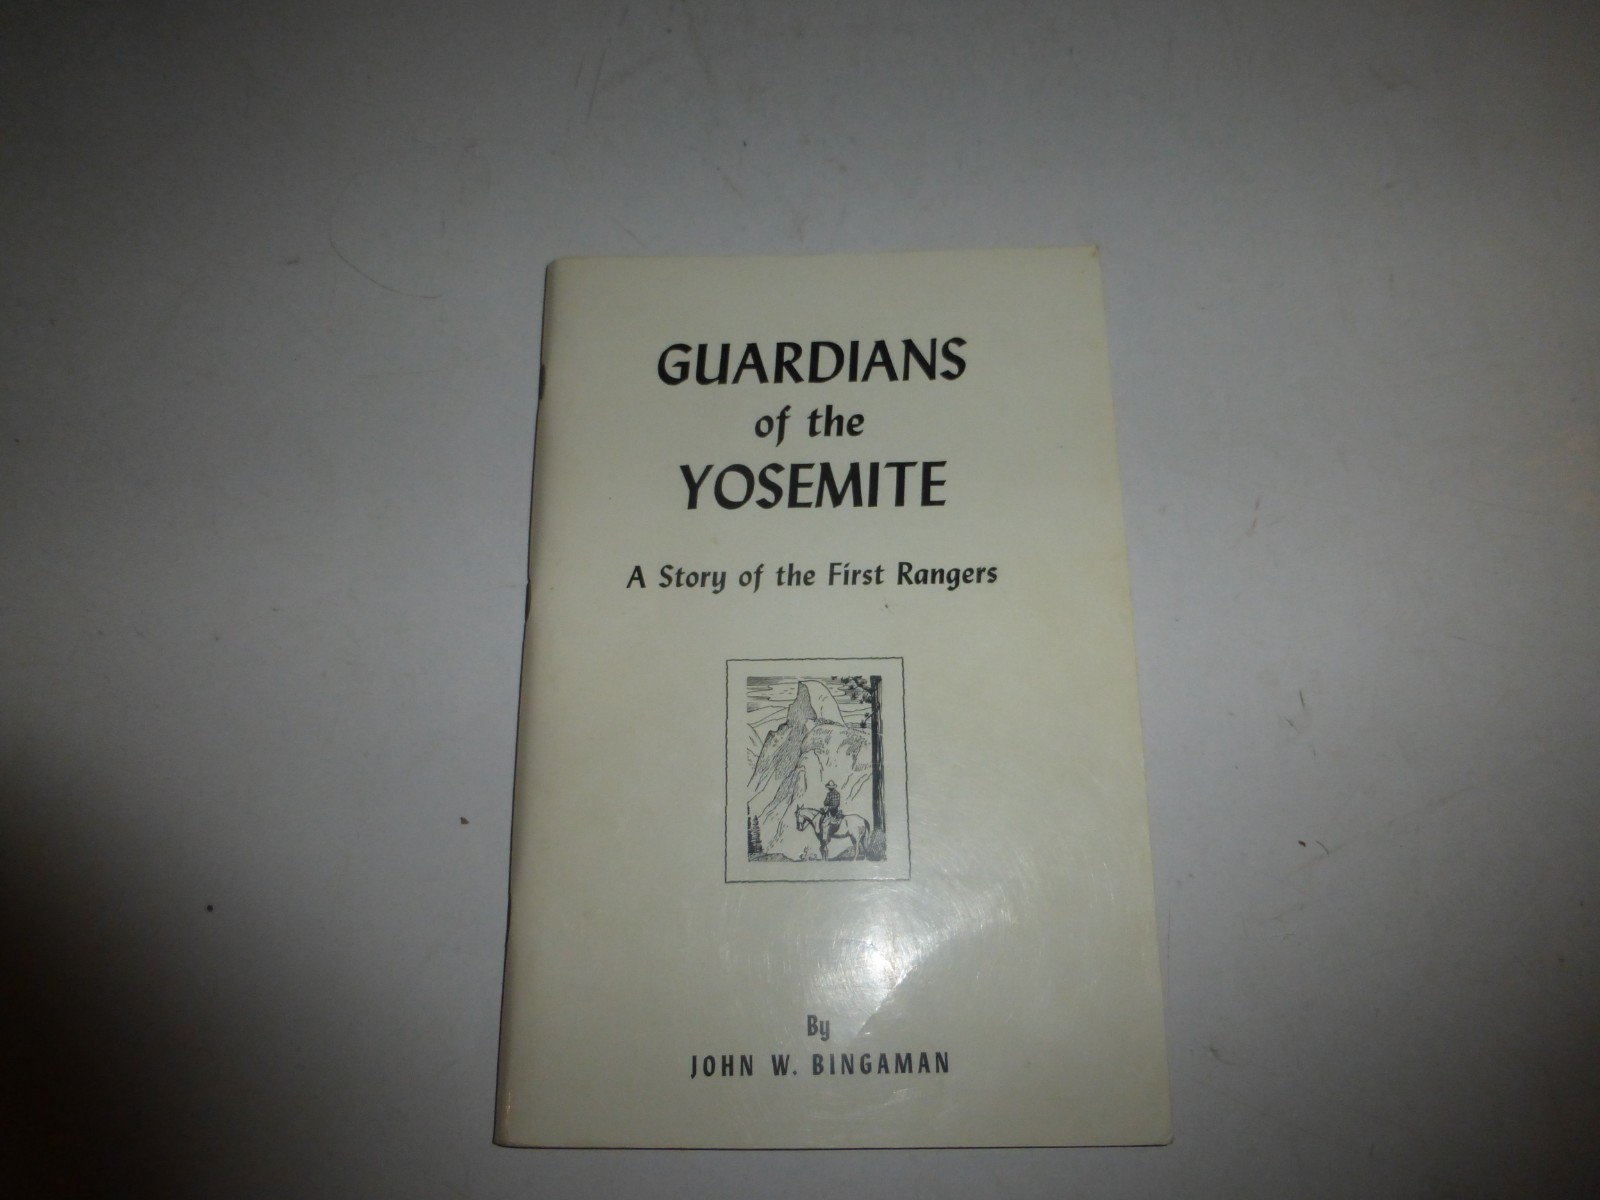 GUARDIANS
of the
YOSEMITE
A Story of the First Rangers
By
JOHN W. BINGAMAN